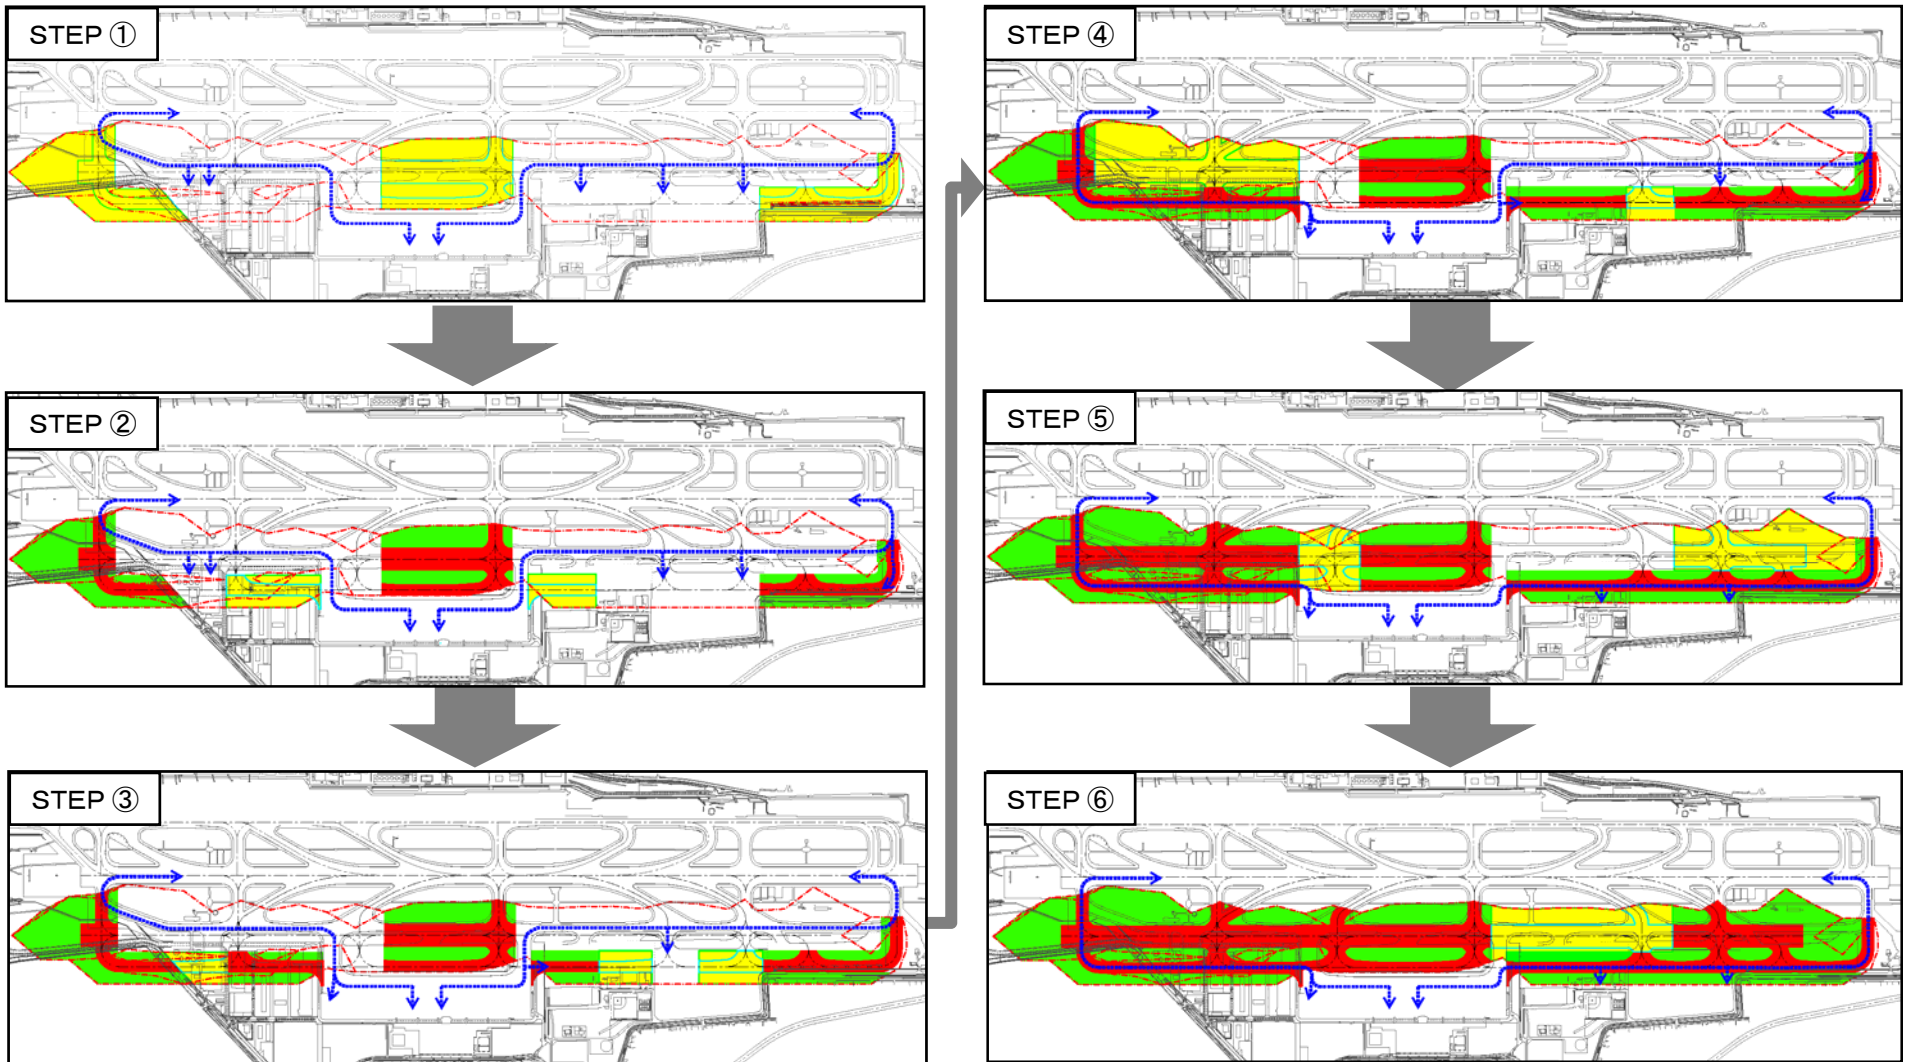 STEP ①
STEP ②
STEP ③
STEP ④
STEP ⑤
STEP ⑥